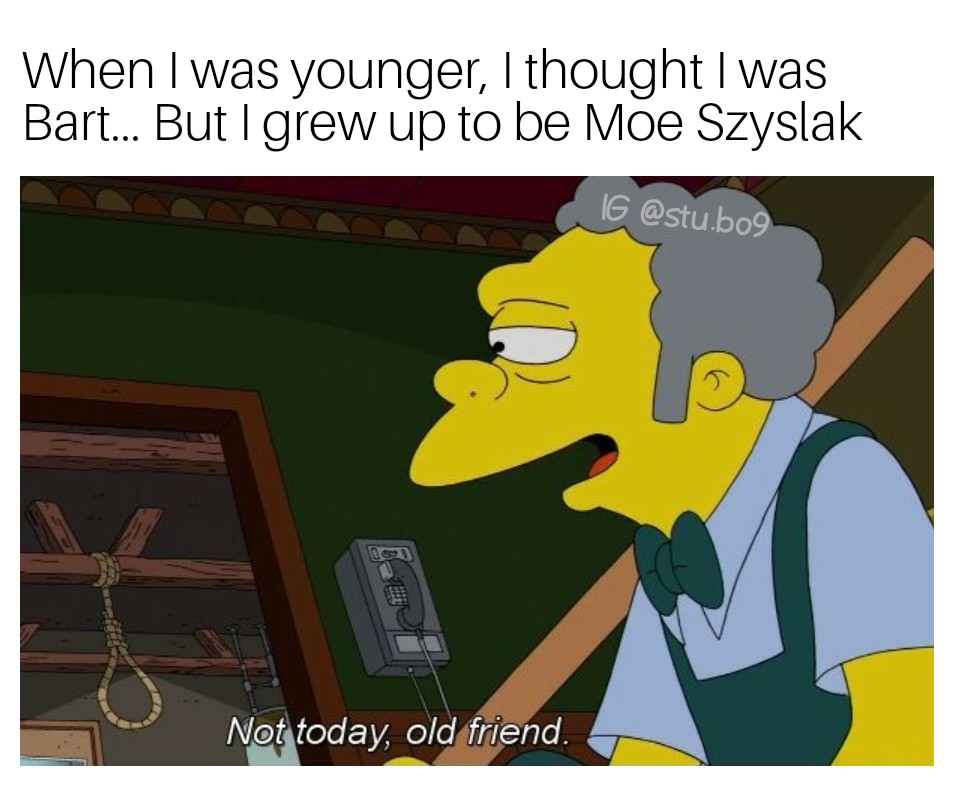 When I was younger, I thought I was
Bart... But I grew up to be Moe Szyslak
IG @stu.bo9
Not today, old friend.